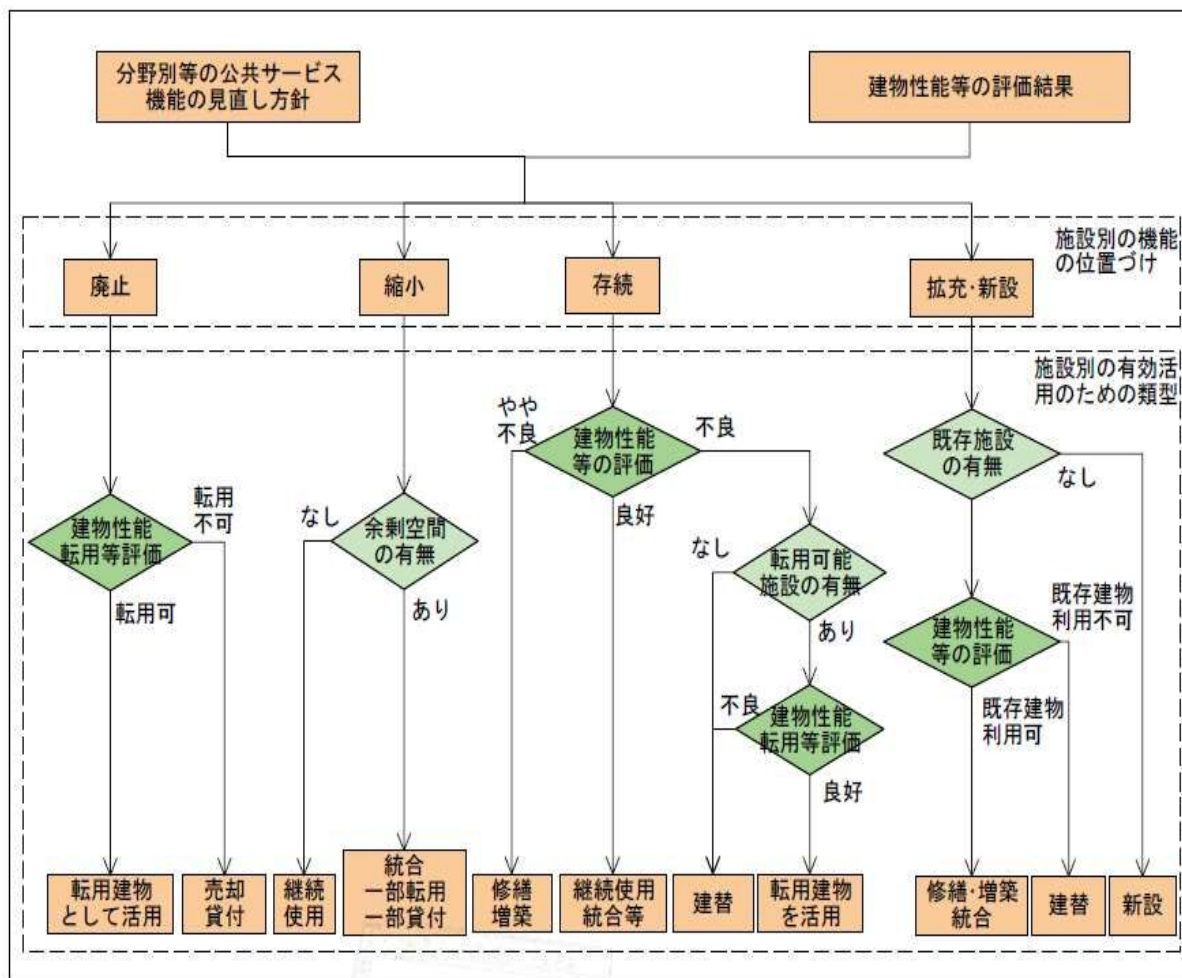 分野別等の公共サービス
機能の見直し方針
建物性能等の評価結果
施設別の機能
の位置づけ
廃止
縮小
存続
拡充・新設
施設別の有効活
用のための類型
やや
不良
建物性能
等の評価
不良
既存施設
の有無
なし
転用
不可
建物性能
転用等評価
転用可
なし
余剰空間
の有無
あり
良好
なし
転用可能
施設の有無
あり
既存建物
利用不可
建物性能
等の評価
既存建物
利用可
不良
建物性能
転用等評価
良好
転用建物
として活用
売却
貸付
継続
使用
統合
一部転用
一部貸付
修繕
増築
継続使用
統合等
建替
転用建物
を活用
修繕・増築
統合
建替
新設